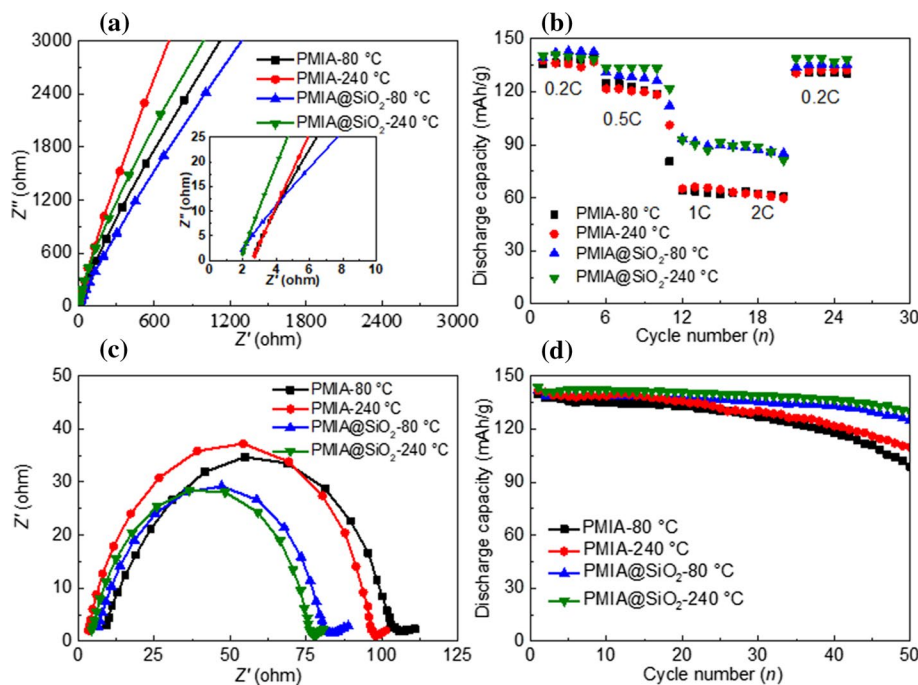 (a)
3000
2400
1800
1200
600
0
Z'' (ohm)
0 600 1200 1800 2400 3000
Z' (ohm)
PMIA-80 °C
PMIA-240 °C
PMIA@SiO₂-80 °C
PMIA@SiO₂-240 °C
25
20
15
10
5
0
Z'' (ohm)
0 2 4 6 8 10
Z' (ohm)
(b)
150
120
90
60
30
0
Discharge capacity (mAh/g)
0.2C
0.5C
1C
2C
0.2C
PMIA-80 °C
PMIA-240 °C
PMIA@SiO₂-80 °C
PMIA@SiO₂-240 °C
0 6 12 18 24 30
Cycle number (n)
(c)
50
40
30
20
10
0
Z' (ohm)
PMIA-80 °C
PMIA-240 °C
PMIA@SiO₂-80 °C
PMIA@SiO₂-240 °C
0 25 50 75 100 125
Z' (ohm)
(d)
150
120
90
60
30
0
Discharge capacity (mAh/g)
PMIA-80 °C
PMIA-240 °C
PMIA@SiO₂-80 °C
PMIA@SiO₂-240 °C
0 10 20 30 40 50
Cycle number (n)